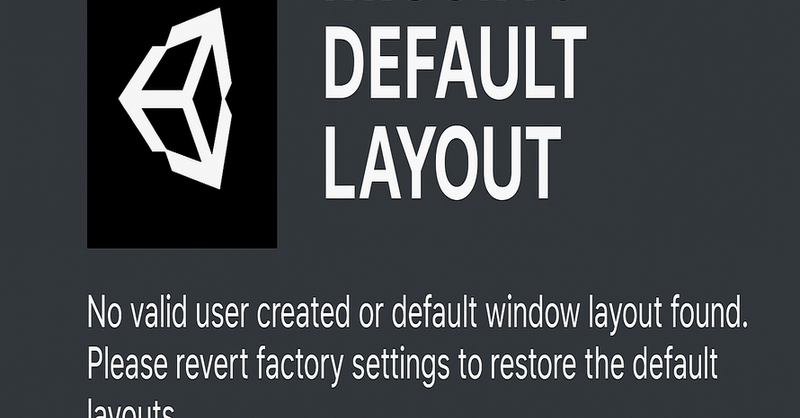 DEFAULT
LAYOUT
No valid user created or default window layout found.
Please revert factory settings to restore the default
layouts.